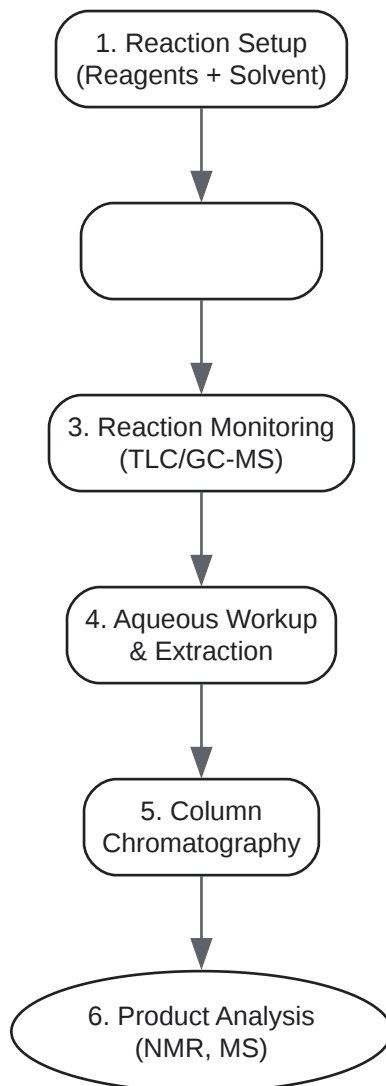 1. Reaction Setup
(Reagents + Solvent)
3. Reaction Monitoring
(TLC/GC-MS)
4. Aqueous Workup
& Extraction
5. Column
Chromatography
6. Product Analysis
(NMR, MS)